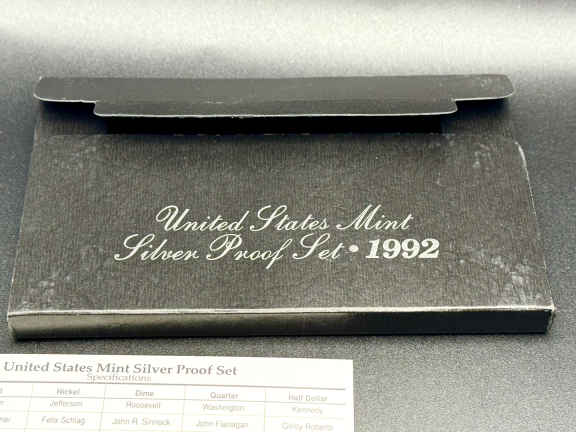 United States Mint
Silver Proof Set • 1992
United States Mint Silver Proof Set
Specifications
Nickel Dime Quarter Half Dollar
Jefferson Roosevelt Washington Kennedy
Felix Schlag John R. Sinnock John Flanagan Gilroy Roberts